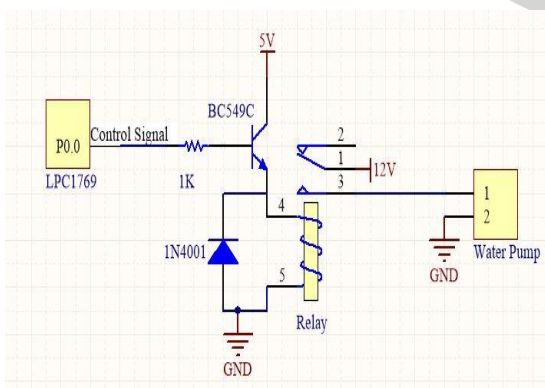 5V
BC549C
P0.0
Control Signal
LPC1769
1K
2
1
12V
3
4
1N4001
5
Relay
GND
1
2
GND
Water Pump